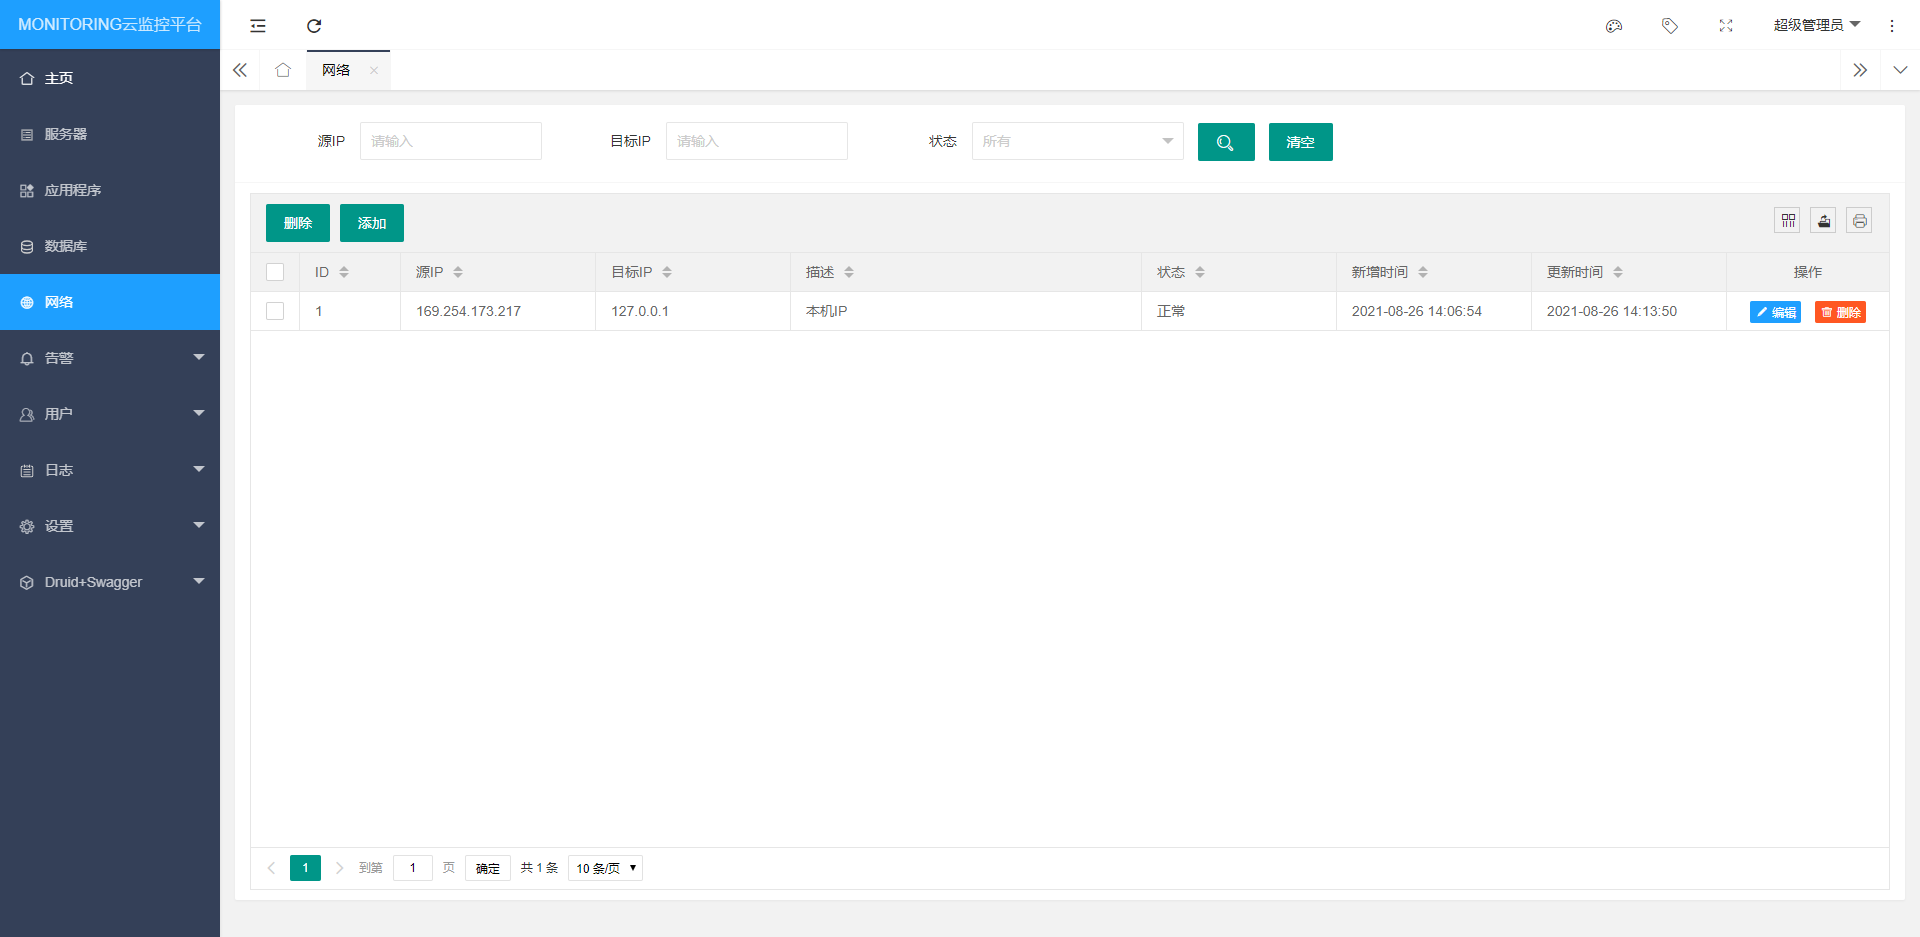 MONITORING云监控平台
超级管理员
主页
服务器
应用程序
数据库
网络
告警
用户
日志
设置
Druid+Swagger
网络
源IP 请输入 目标IP 请输入 状态 所有 清空
删除 添加
ID 源IP 目标IP 描述 状态 新增时间 更新时间 操作
1 169.254.173.217 127.0.0.1 本机IP 正常 2021-08-26 14:06:54 2021-08-26 14:13:50 编辑 删除
1 到第 1 页 确定 共 1 条 10 条/页